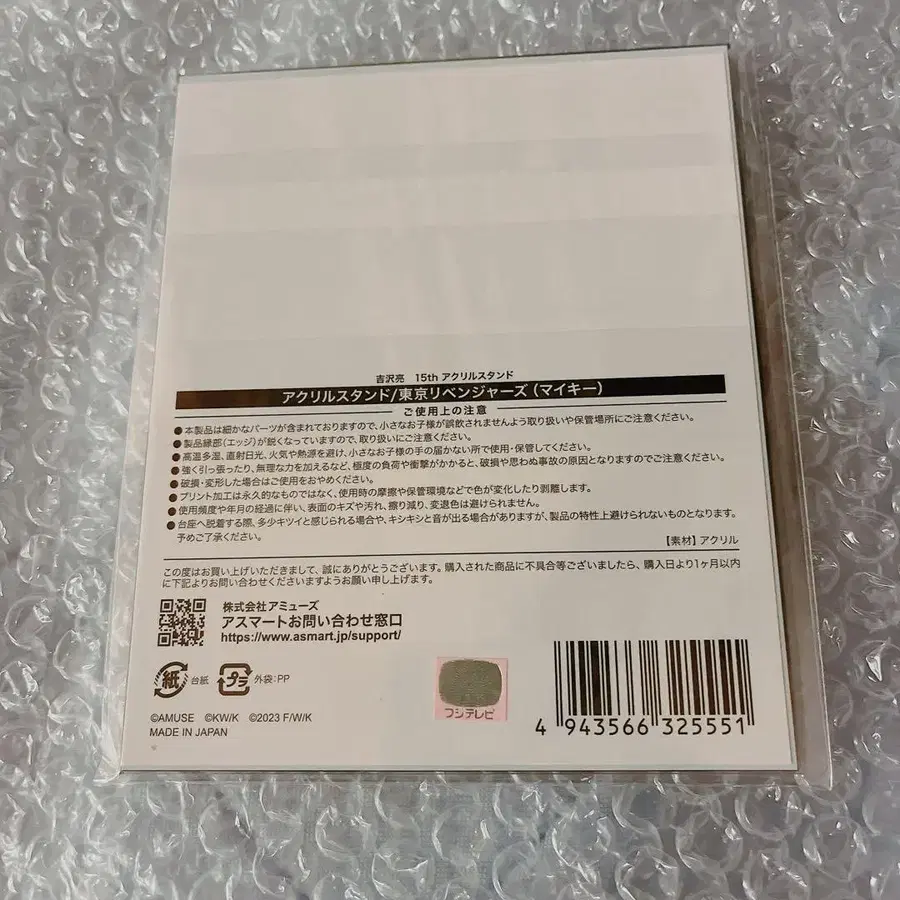 吉沢亮　15th アクリルスタンド
アクリルスタンド/東京リベンジャーズ（マイキー）
ご使用上の注意
●本製品は細かなパーツが含まれておりますので、小さなお子様が誤飲されませんよう取り扱いや保管場所にご注意ください。
●製品縁部（エッジ）が鋭くなっていますので、取り扱いにご注意ください。
●高温多湿、直射日光、火気や熱源を避け、小さなお子様の手の届かない所で使用・保管してください。
●強く引っ張ったり、無理な力を加えるなど、極度の負荷や衝撃がかかると、破損や思わぬ事故の原因となりますのでご注意ください。
●破損・変形した場合はご使用をおやめください。
●プリント加工は永久的なものではなく、使用時の摩擦や保管環境などで色が変化したり剥離します。
●使用頻度や年月の経過に伴い、表面のキズや汚れ、擦り減り、変退色は避けられません。
●台座へ脱着する際、多少キツイと感じられる場合や、キシキシと音が出る場合がありますが、製品の特性上避けられないものとなります。
予めご了承ください。
【素材】アクリル
この度はお買い上げいただきまして、誠にありがとうございます。購入された商品に不具合等ございましたら、購入日より1ヶ月以内
に下記よりお問い合わせくださいますようお願い申し上げます。
株式会社アミューズ
アスマートお問い合わせ窓口
https://www.asmart.jp/support/
紙 台紙 プラ 外袋：PP
フジテレビ
4 943566 325551
©AMUSE ©KW/K ©2023 F/W/K
MADE IN JAPAN